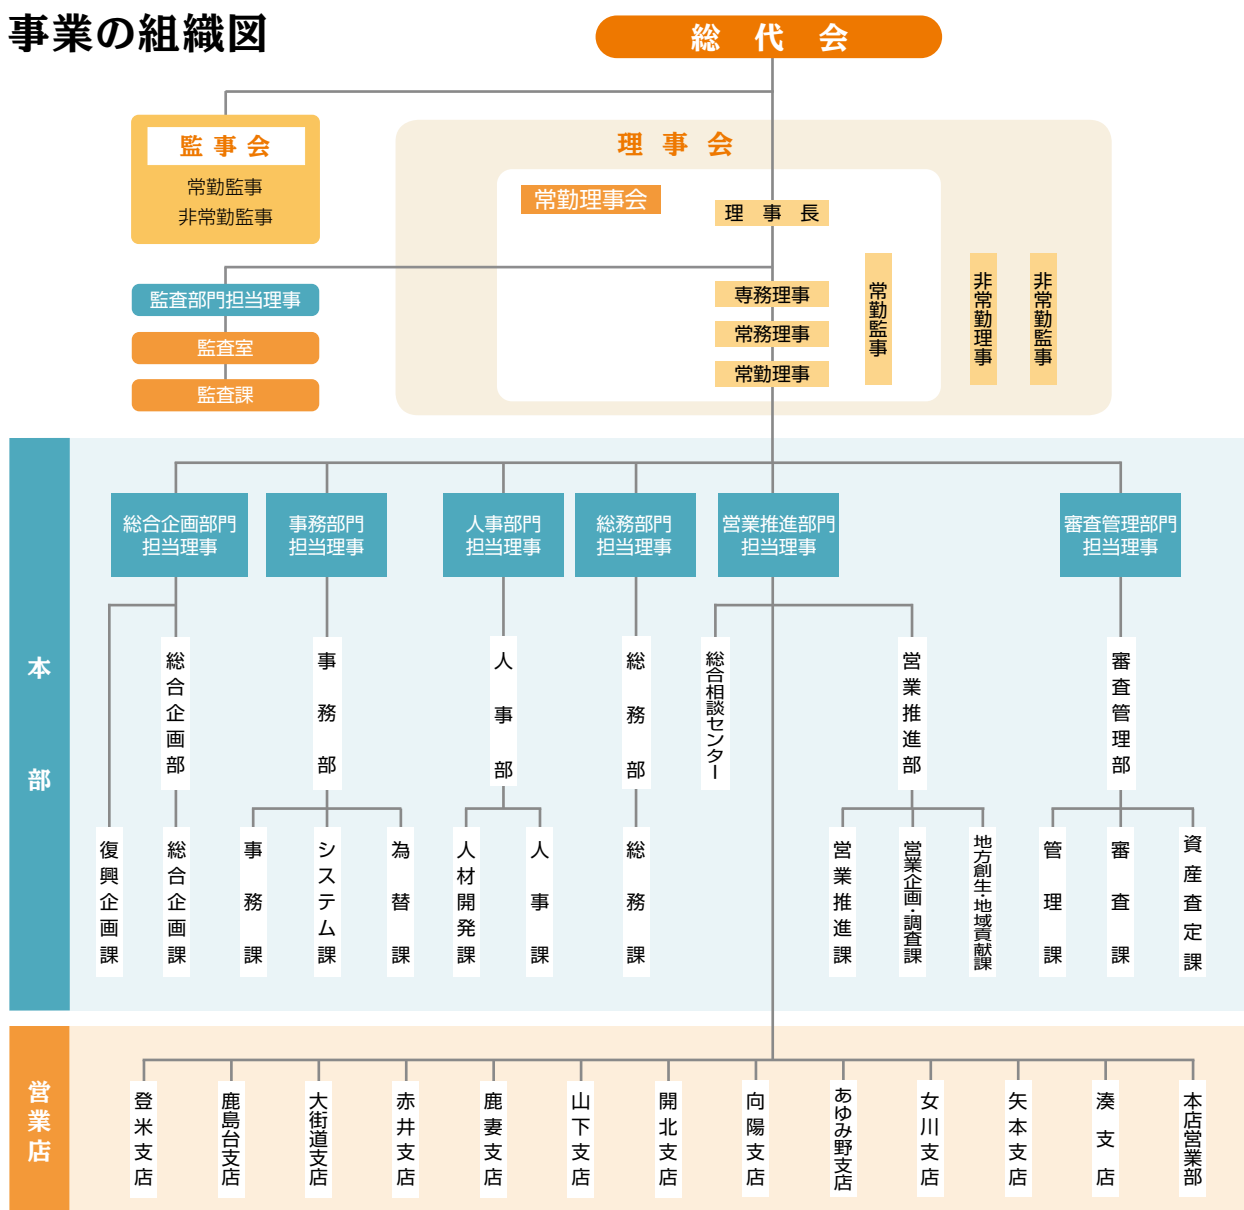 事業の組織図
総代会
監事会
常勤監事
非常勤監事
理事会
常勤理事会
理事長
専務理事
常務理事
常勤理事
常勤監事
非常勤理事
非常勤監事
監査部門担当理事
監査室
監査課
本部
総合企画部門
担当理事
事務部門
担当理事
人事部門
担当理事
総務部門
担当理事
営業推進部門
担当理事
審査管理部門
担当理事
総合企画部
事務部
人事部
総務部
総合相談センター
営業推進部
審査管理部
復興企画課
総合企画課
事務課
システム課
為替課
人材開発課
人事課
総務課
営業推進課
営業企画・調査課
地方創生・地域貢献課
管理課
審査課
資産査定課
営業店
登米支店
鹿島台支店
大街道支店
赤井支店
鹿妻支店
山下支店
開北支店
向陽支店
あゆみ野支店
女川支店
矢本支店
湊支店
本店営業部